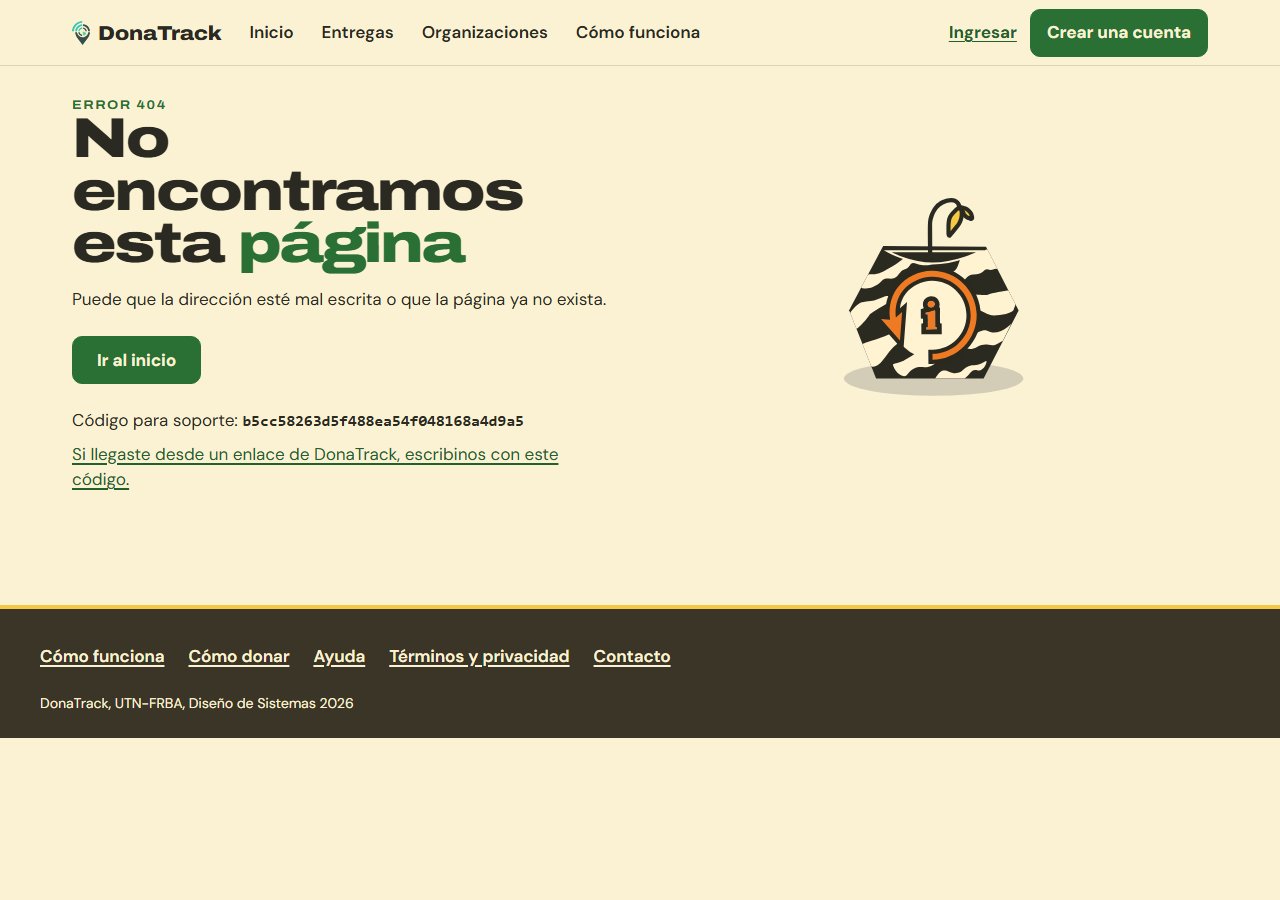 DonaTrack Inicio Entregas Organizaciones Cómo funciona Ingresar Crear una cuenta
ERROR 404
No
encontramos
esta página
Puede que la dirección esté mal escrita o que la página ya no exista.
Ir al inicio
i
Código para soporte: b5cc58263d5f488ea54f048168a4d9a5
Si llegaste desde un enlace de DonaTrack, escribinos con este
código.
Cómo funciona Cómo donar Ayuda Términos y privacidad Contacto
DonaTrack, UTN-FRBA, Diseño de Sistemas 2026